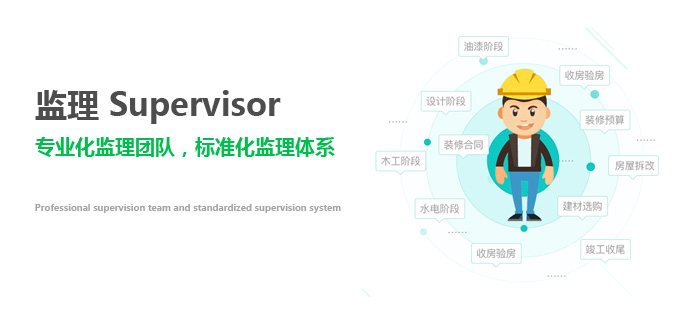 监理 Supervisor
专业化监理团队，标准化监理体系
Professional supervision team and standardized supervision system
油漆阶段
......
收房验房
设计阶段
装修预算
装修合同
......
木工阶段
......
房屋拆改
水电阶段
建材选购
......
收房验房
竣工收尾
......